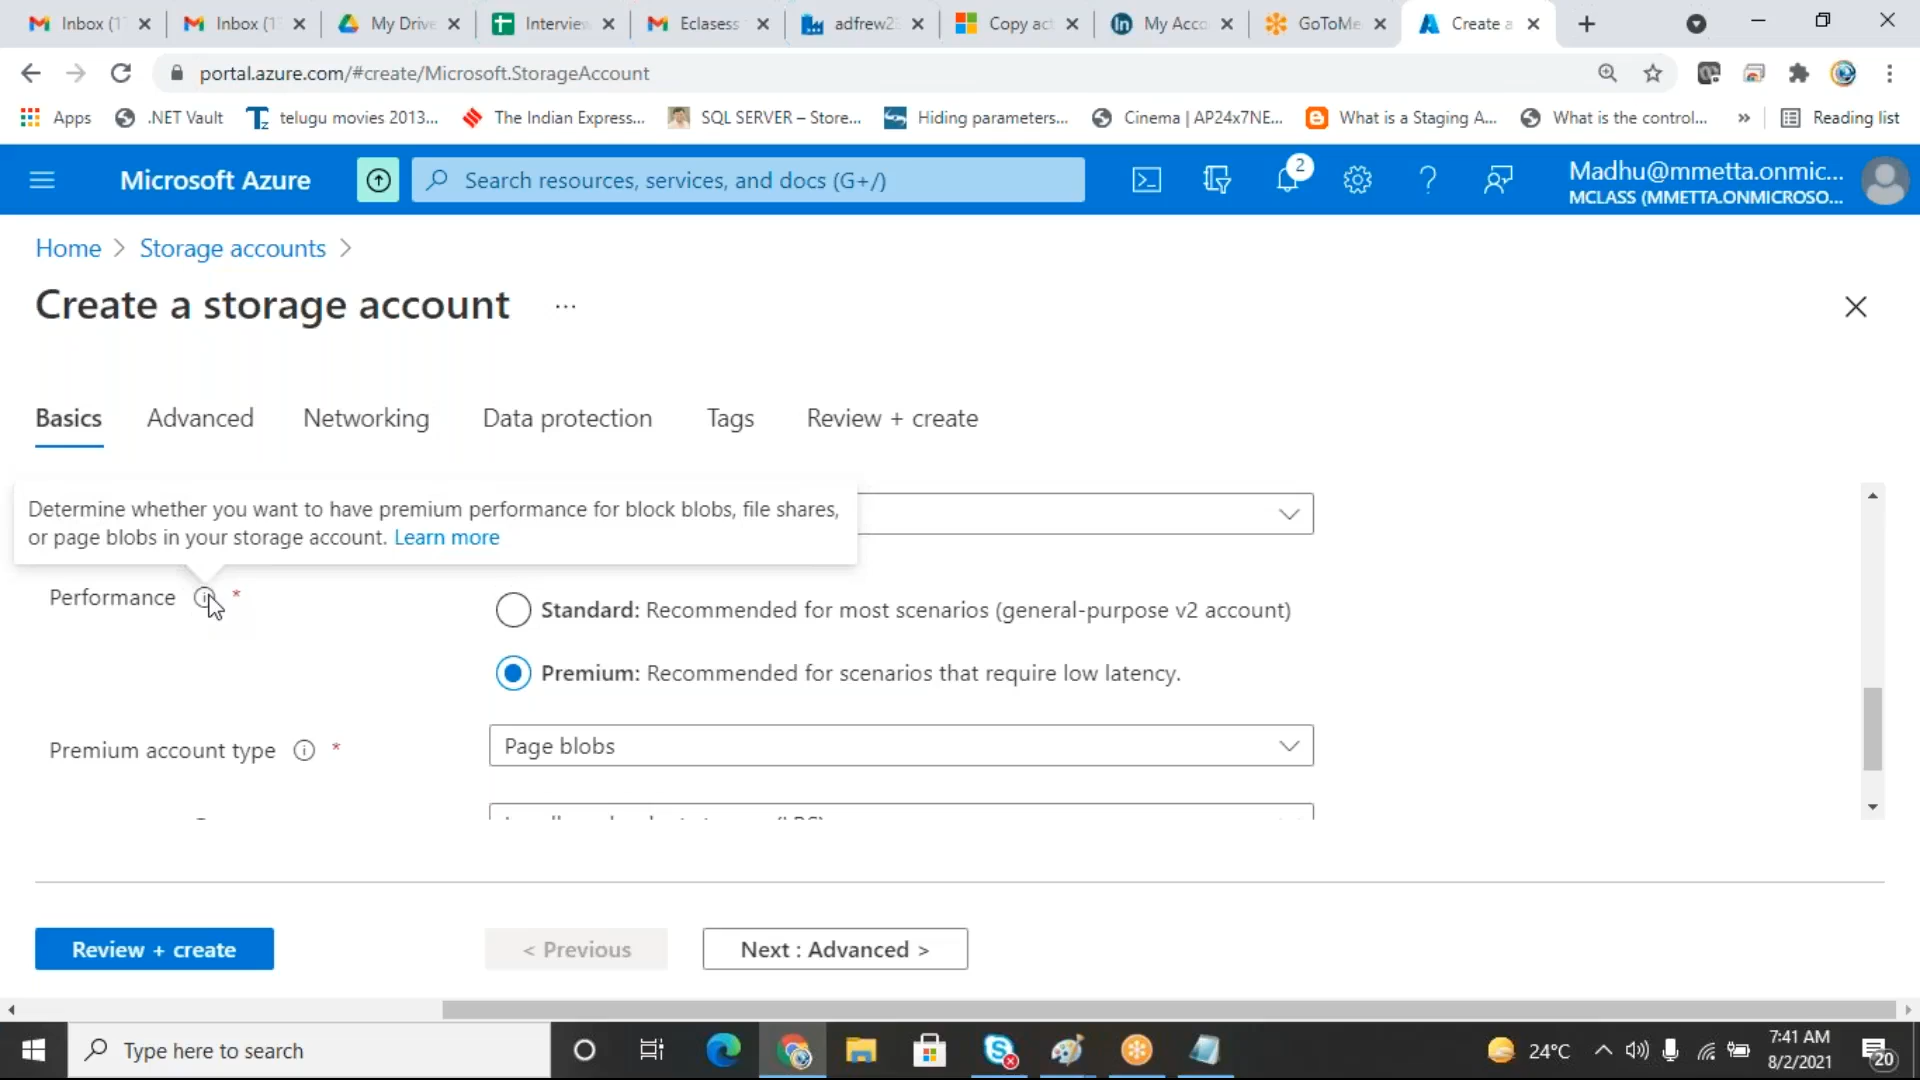 Inbox (1
Inbox (1
My Drive
Interview
Eclasess
adfrew2
Copy act
My Acco
GoToMe
Create a
portal.azure.com/#create/Microsoft.StorageAccount
Apps
.NET Vault
telugu movies 2013...
The Indian Express...
SQL SERVER – Store...
Hiding parameters...
Cinema | AP24x7NE...
What is a Staging A...
What is the control...
»
Reading list
Microsoft Azure
Search resources, services, and docs (G+/)
2
Madhu@mmetta.onmic...
MCLASS (MMETTA.ONMICROSO...
Home > Storage accounts >
Create a storage account ...
Basics
Advanced
Networking
Data protection
Tags
Review + create
Determine whether you want to have premium performance for block blobs, file shares,
or page blobs in your storage account. Learn more
Performance *
Standard: Recommended for most scenarios (general-purpose v2 account)
Premium: Recommended for scenarios that require low latency.
Premium account type *
Page blobs
Review + create
< Previous
Next : Advanced >
Type here to search
24°C
7:41 AM
8/2/2021
20